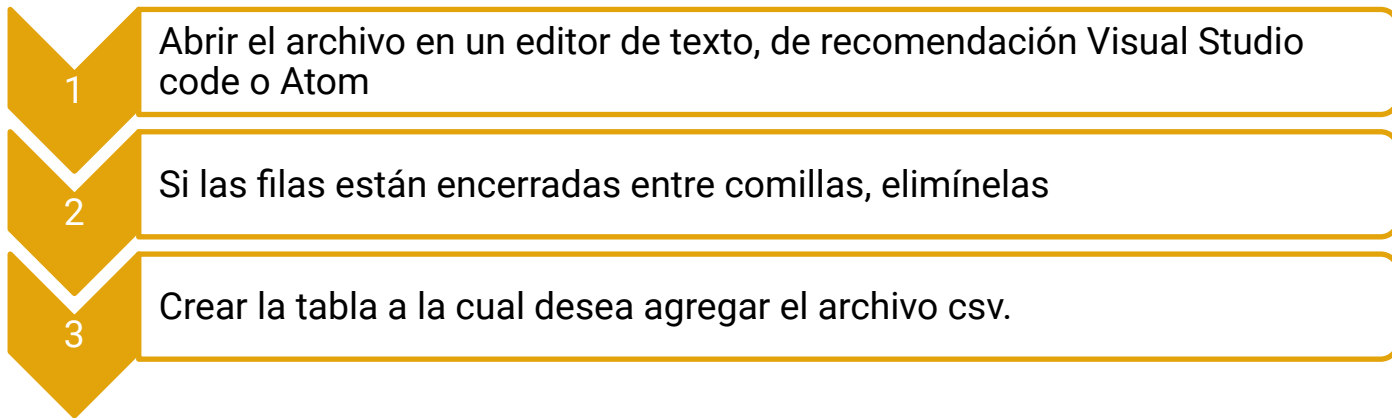 1
Abrir el archivo en un editor de texto, de recomendación Visual Studio
code o Atom
2
Si las filas están encerradas entre comillas, elimínelas
3
Crear la tabla a la cual desea agregar el archivo csv.